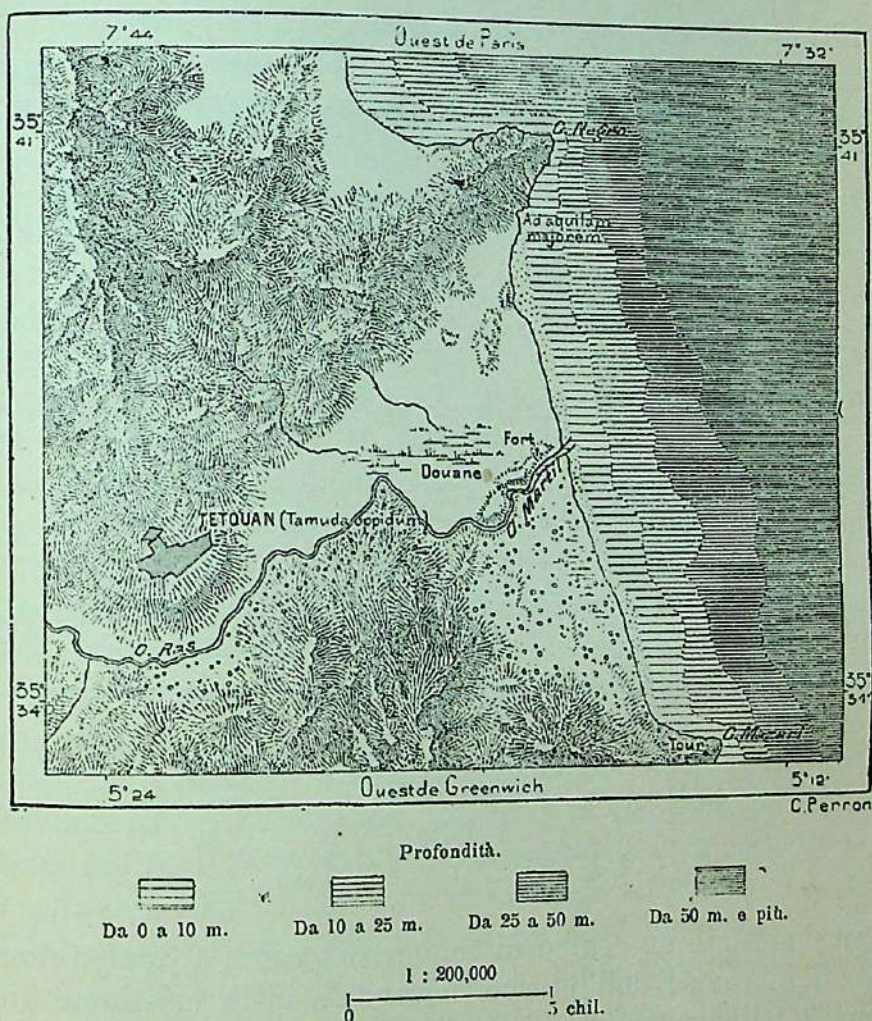 7° 44
Ouest de Paris
7° 32'
35°
41
C. Negro
35°
41
Ad aquilam
majorem
Fort
Douane
O. Martil
TETOUAN (Tamuda oppidum)
O. Ras
35°
34'
35°
34'
Tour
5° 24
Ouest de Greenwich
5° 12'
C. Perron
Profondità.
Da 0 a 10 m.
Da 10 a 25 m.
Da 25 a 50 m.
Da 50 m. e più.
1 : 200,000
0
5 chil.